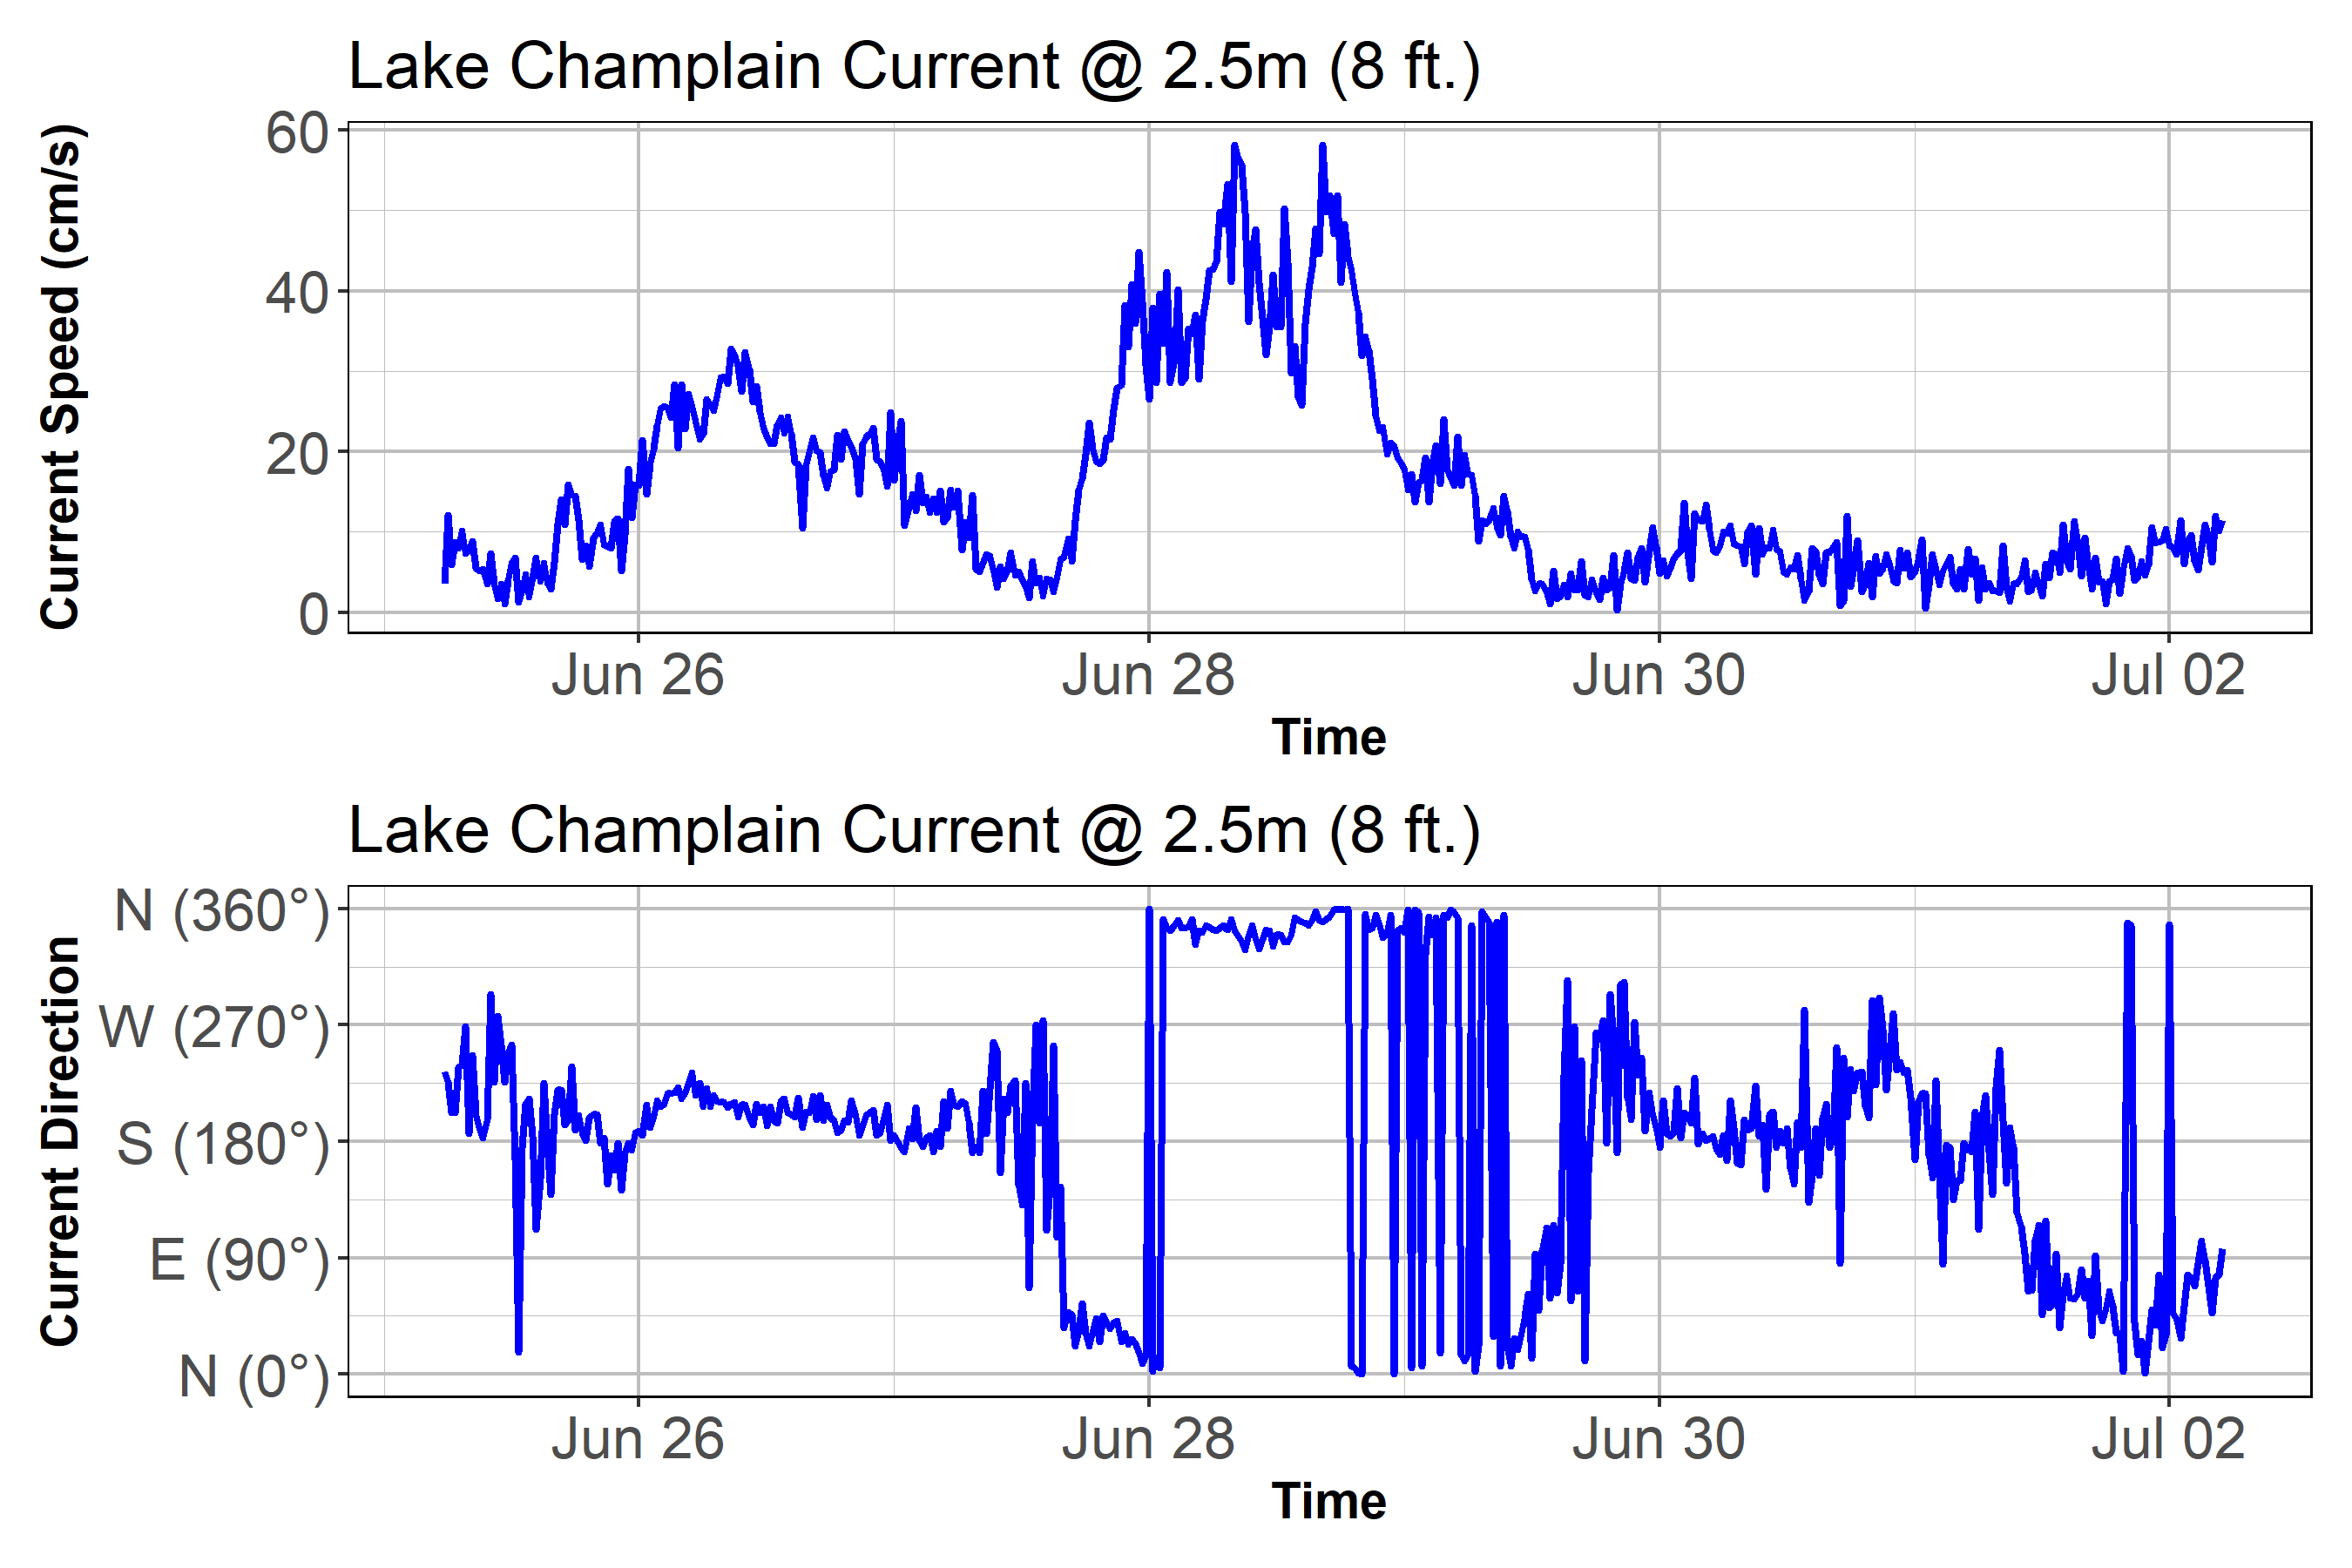 Lake Champlain Current @ 2.5m (8 ft.)
Current Speed (cm/s)
60
40
20
0
Jun 26 Jun 28 Jun 30 Jul 02
Time
Lake Champlain Current @ 2.5m (8 ft.)
Current Direction
N (360°)
W (270°)
S (180°)
E (90°)
N (0°)
Jun 26 Jun 28 Jun 30 Jul 02
Time